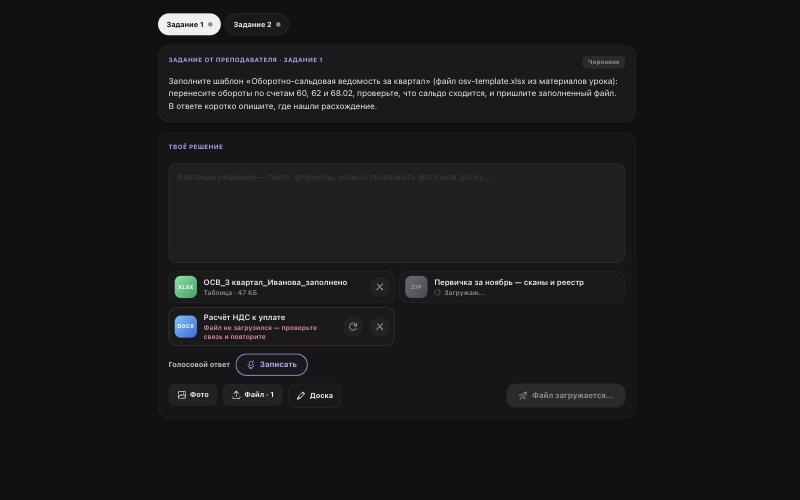 Задание 1
Задание 2
ЗАДАНИЕ ОТ ПРЕПОДАВАТЕЛЯ · ЗАДАНИЕ 1
Черновик
Заполните шаблон «Оборотно-сальдовая ведомость за квартал» (файл osv-template.xlsx из материалов урока):
перенесите обороты по счетам 60, 62 и 68.02, проверьте, что сальдо сходится, и пришлите заполненный файл.
В ответе коротко опишите, где нашли расхождение.
ТВОЁ РЕШЕНИЕ
Распиши решение — текст, формулы, можно приложить фото или доску...
XLSX
ОСВ_3 квартал_Иванова_заполнено
Таблица · 47 КБ
ZIP
Первичка за ноябрь — сканы и реестр
Загружаю...
DOCX
Расчёт НДС к уплате
Файл не загрузился — проверьте
связь и повторите
Голосовой ответ
Записать
Фото
Файл · 1
Доска
Файл загружается...